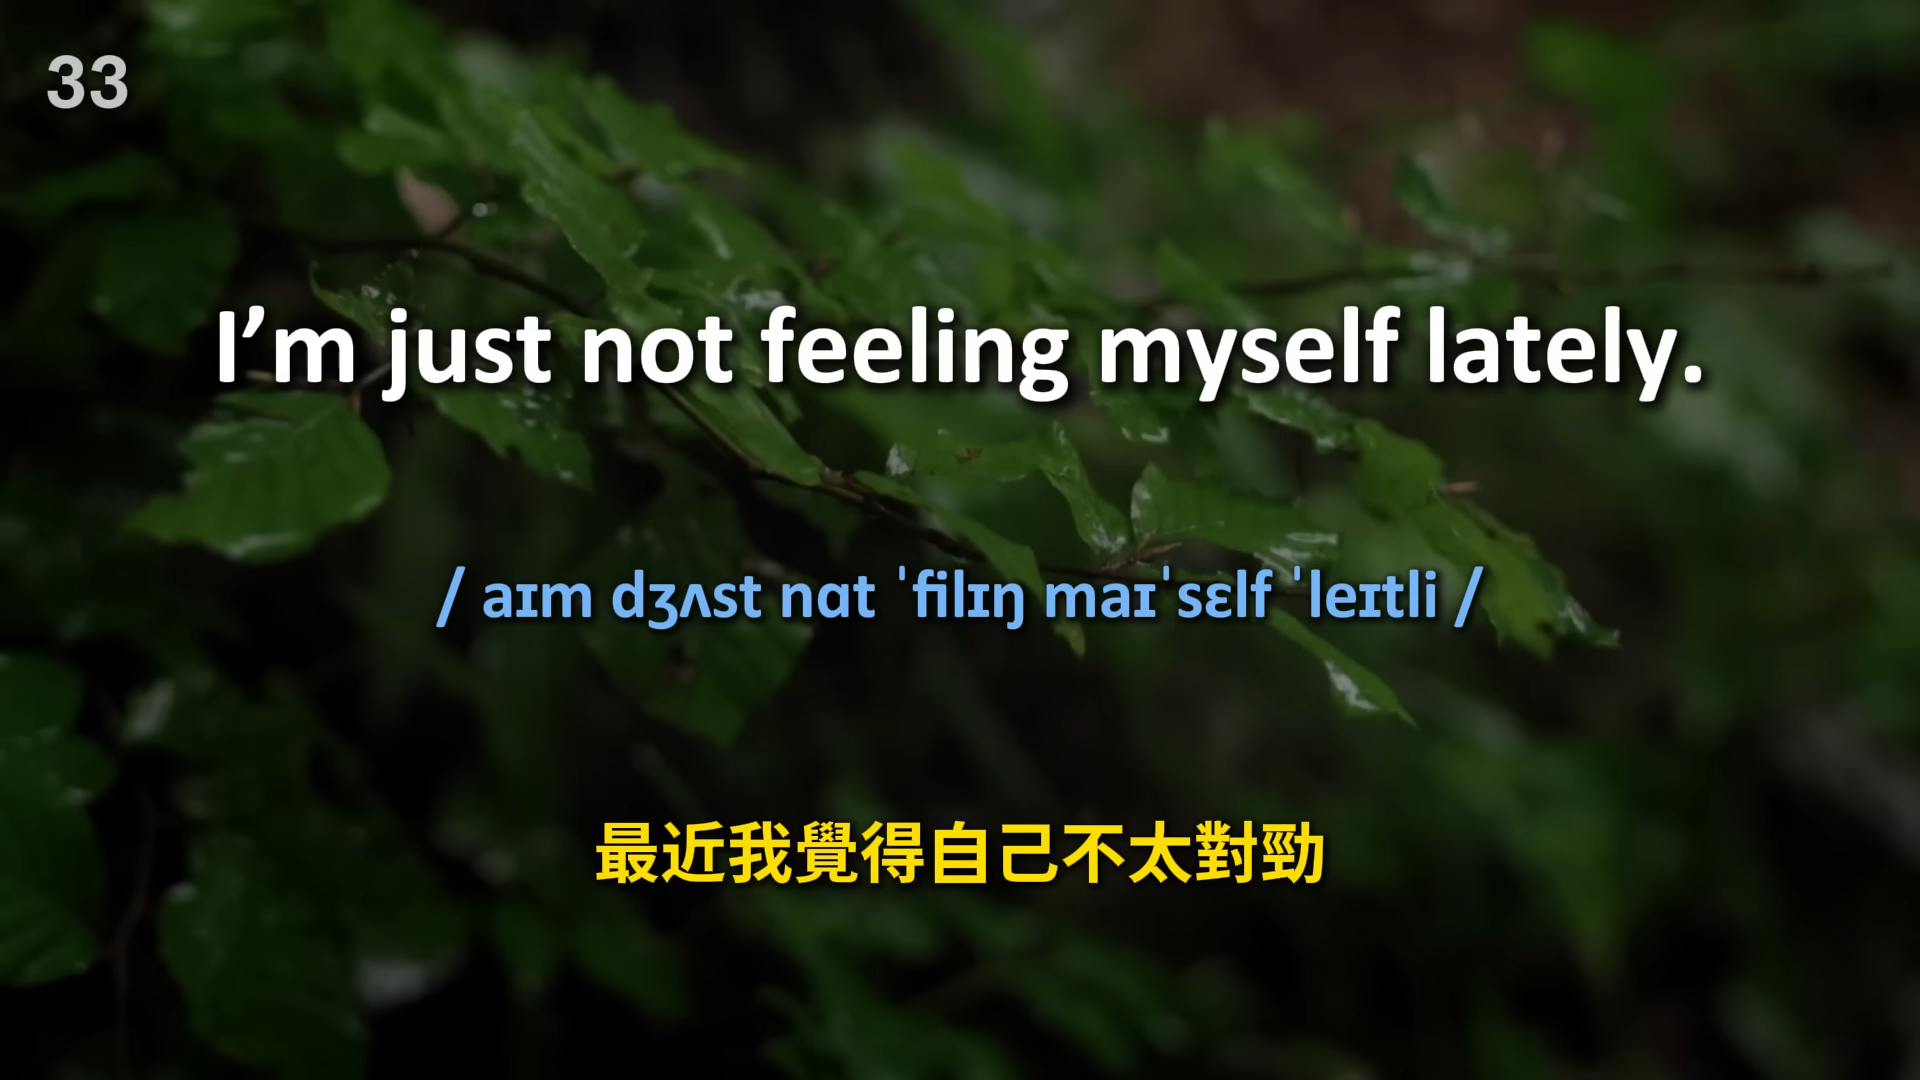 33
I’m just not feeling myself lately.
/ aɪm dʒʌst nɑt ˈfilɪŋ maɪˈsɛlf ˈleɪtli /
最近我覺得自己不太對勁